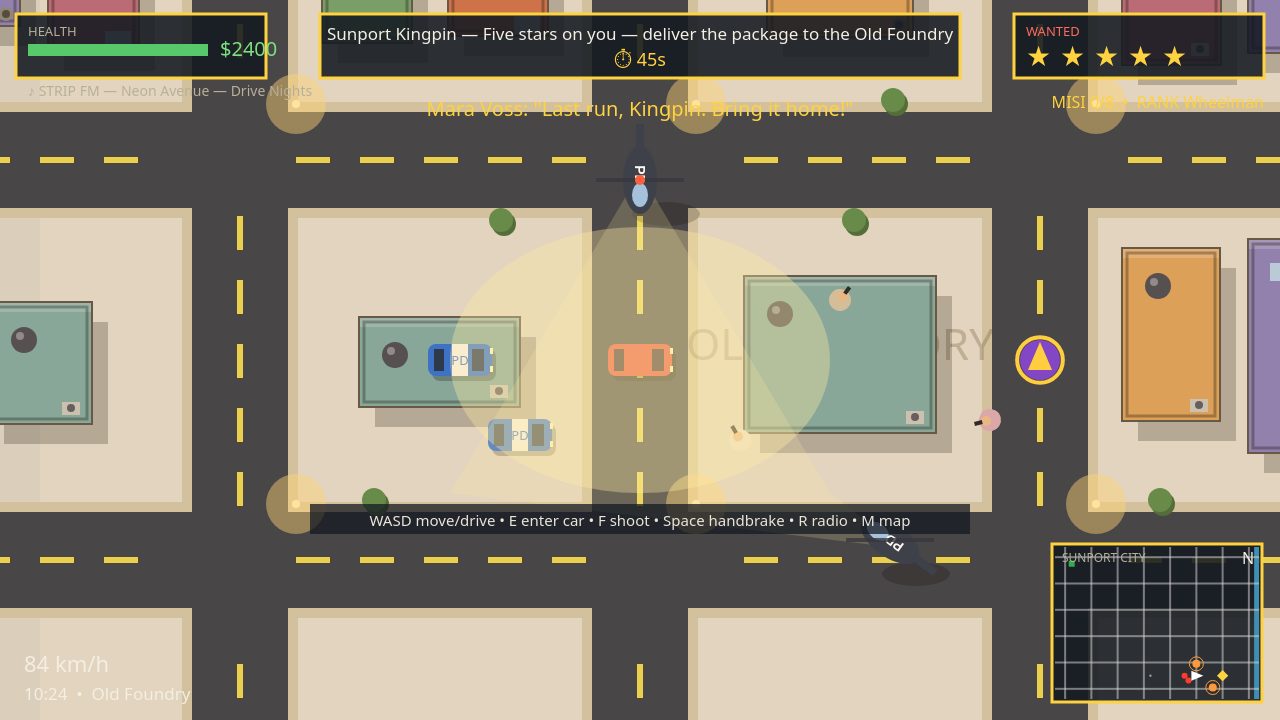 HEALTH
$2400
♪ STRIP FM — Neon Avenue — Drive Nights
Sunport Kingpin — Five stars on you — deliver the package to the Old Foundry
⏱ 45s
Mara Voss: "Last run, Kingpin. Bring it home!"
WANTED
★ ★ ★ ★ ★
RANK Wheelman
PD
PD
WASD move/drive • E enter car • F shoot • Space handbrake • R radio • M map
PD
SUNPORT CITY
N
84 km/h
10:24 • Old Foundry